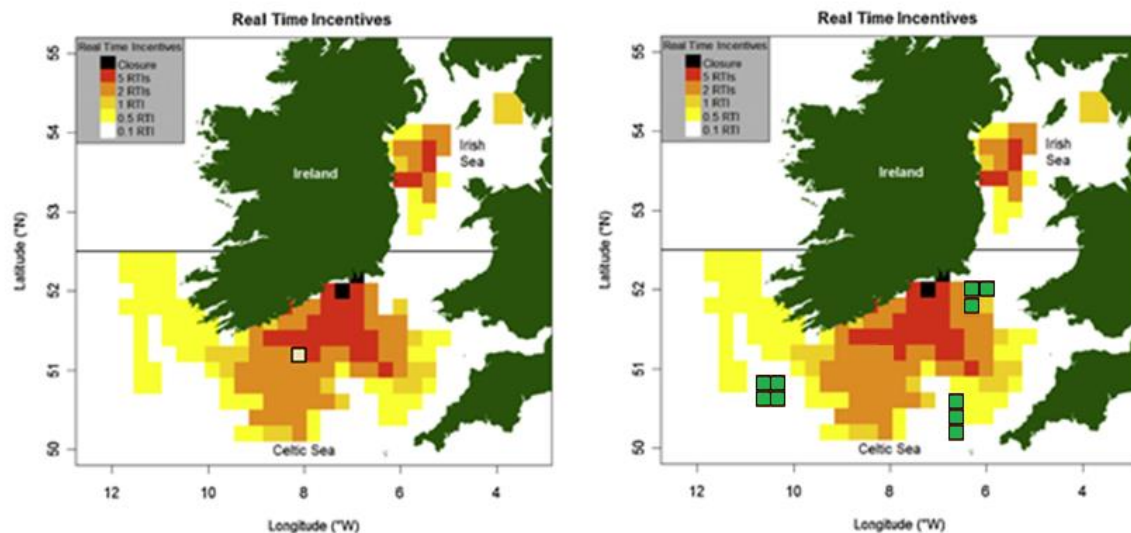 Real Time Incentives
Real Time Incentives
Closure
5 RTIs
2 RTIs
1 RTI
0.5 RTI
0.1 RTI
Ireland
Irish
Sea
Celtic Sea
55
54
53
52
51
50
Latitude (°N)
12
10
8
6
4
Longitude (°W)
Real Time Incentives
Real Time Incentives
Closure
5 RTIs
2 RTIs
1 RTI
0.5 RTI
0.1 RTI
Ireland
Irish
Sea
Celtic Sea
55
54
53
52
51
50
Latitude (°N)
12
10
8
6
4
Longitude (°W)